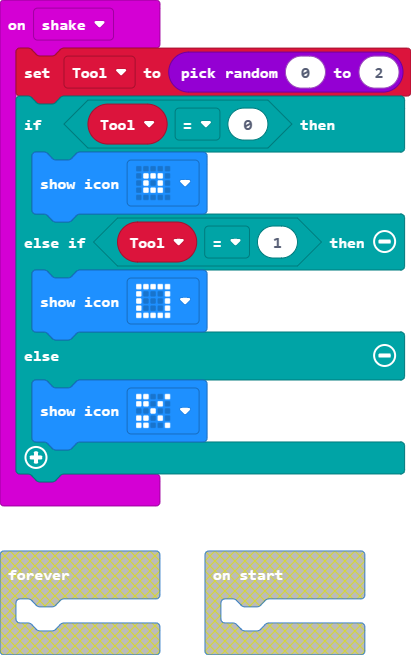 on shake
set Tool to pick random 0 to 2
if Tool = 0 then
show icon
else if Tool = 1 then
show icon
else
show icon
forever
on start